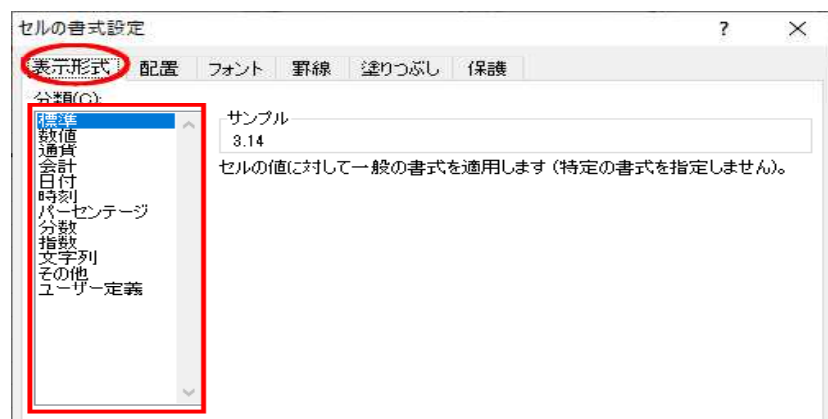 セルの書式設定 ? ×
表示形式 配置 フォント 罫線 塗りつぶし 保護
分類(C):
標準
数値
通貨
会計
日付
時刻
パーセンテージ
分数
指数
文字列
その他
ユーザー定義
サンプル
3.14
セルの値に対して一般の書式を適用します (特定の書式を指定しません)。